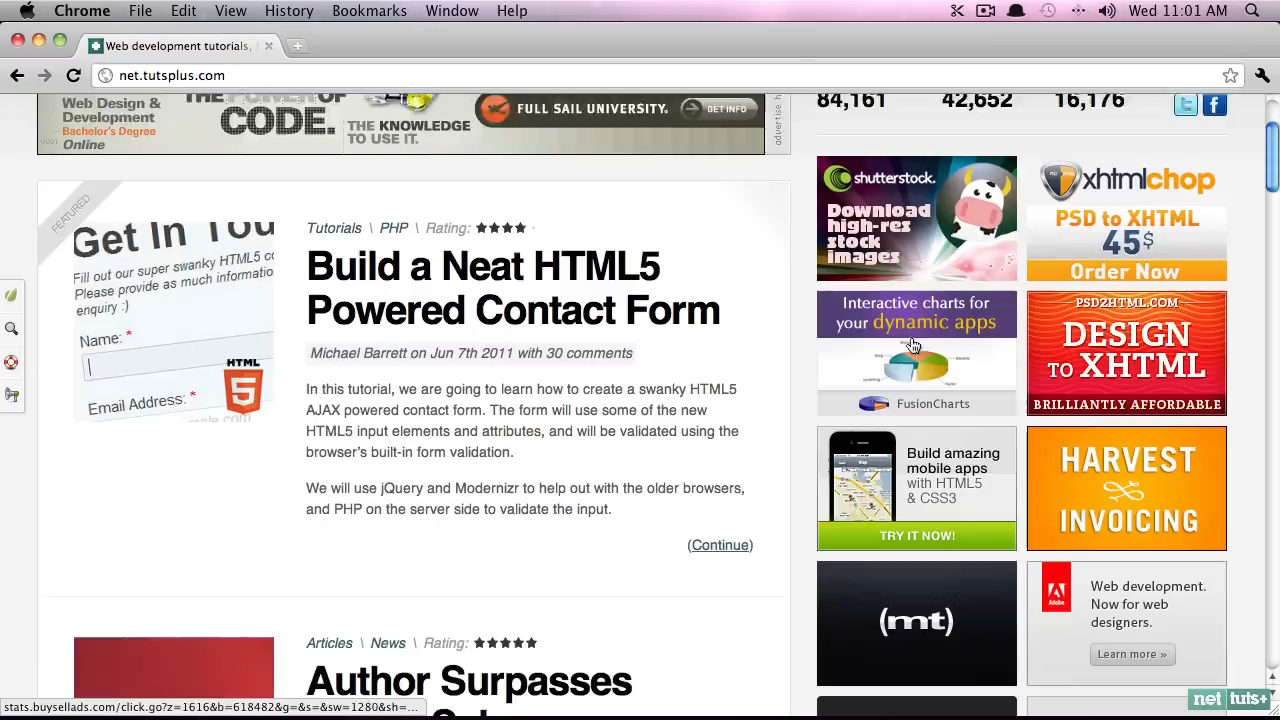 Chrome File Edit View History Bookmarks Window Help Wed 11:01 AM
Web development tutorials,
net.tutsplus.com
Web Design &
Development
Bachelor's Degree
Online
THE POWER OF
CODE.
THE KNOWLEDGE
TO USE IT.
FULL SAIL UNIVERSITY.
GET INFO
advertise h
84,161 42,652 16,176
FEATURED
Get In You
Fill out our super swanky HTML5 co
Please provide as much informatio
enquiry :)
Name: *
Email Address: *
HTML
5
Tutorials \ PHP \ Rating:
Build a Neat HTML5
Powered Contact Form
Michael Barrett on Jun 7th 2011 with 30 comments
In this tutorial, we are going to learn how to create a swanky HTML5
AJAX powered contact form. The form will use some of the new
HTML5 input elements and attributes, and will be validated using the
browser's built-in form validation.
We will use jQuery and Modernizr to help out with the older browsers,
and PHP on the server side to validate the input.
(Continue)
Articles \ News \ Rating:
Author Surpasses
shutterstock.
Download
high-res
stock
images
xhtmlchop
PSD to XHTML
45$
Order Now
Interactive charts for
your dynamic apps
FusionCharts
PSD2HTML.COM
DESIGN
TO XHTML
BRILLIANTLY AFFORDABLE
Build amazing
mobile apps
with HTML5
& CSS3
TRY IT NOW!
HARVEST
INVOICING
(mt)
Adobe
Web development.
Now for web
designers.
Learn more »
stats.buysellads.com/click.go?z=1616&b=618482&g=&s=&sw=1280&sh=...
net tuts+